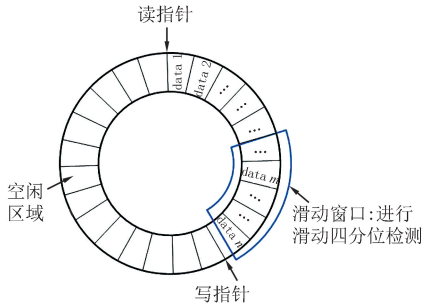 读指针
data 1
data 2
...
...
...
data m
...
...
data n
空闲
区域
滑动窗口:进行
滑动四分位检测
写指针